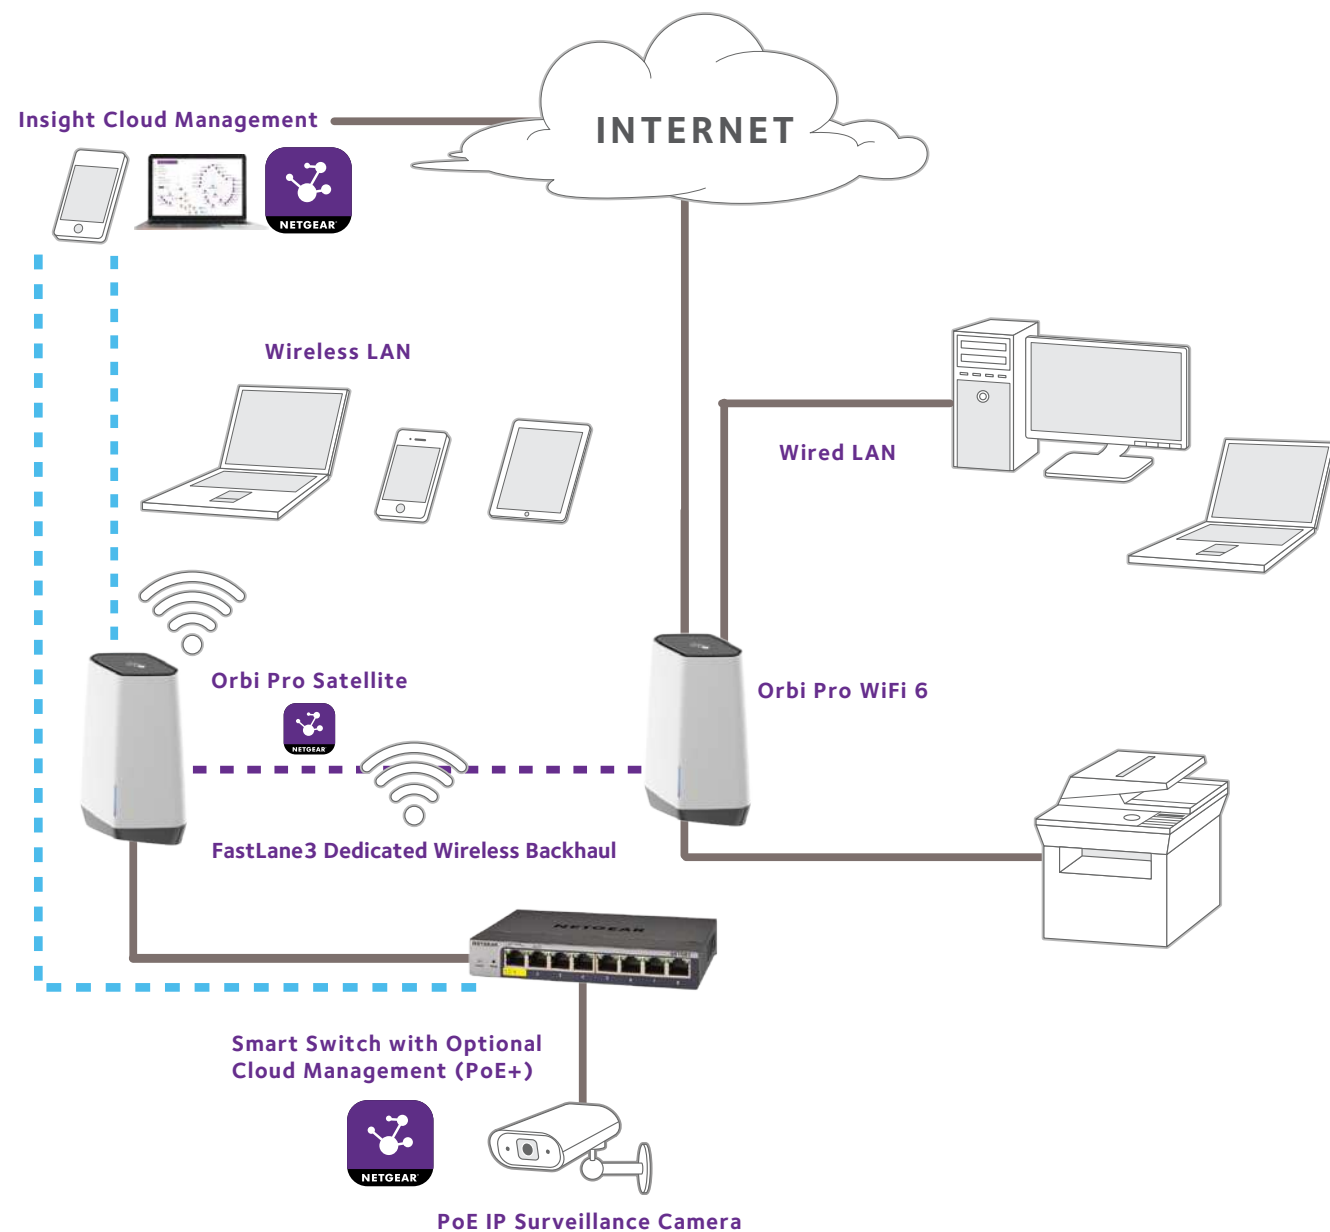 INTERNET
Insight Cloud Management
NETGEAR
Wireless LAN
Wired LAN
Orbi Pro Satellite
Orbi Pro WiFi 6
NETGEAR
FastLane3 Dedicated Wireless Backhaul
NETGEAR
NETGEAR
Smart Switch with Optional
Cloud Management (PoE+)
NETGEAR
PoE IP Surveillance Camera